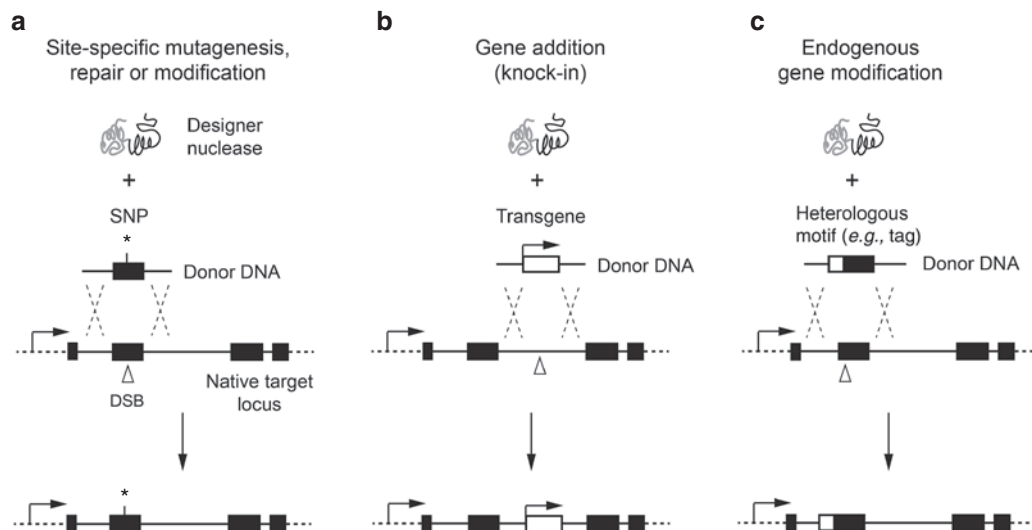 a
Site-specific mutagenesis,
repair or modification
Designer
nuclease
+
SNP
*
Donor DNA
Native target
locus
DSB
*
b
Gene addition
(knock-in)
+
Transgene
Donor DNA
c
Endogenous
gene modification
+
Heterologous
motif (e.g., tag)
Donor DNA